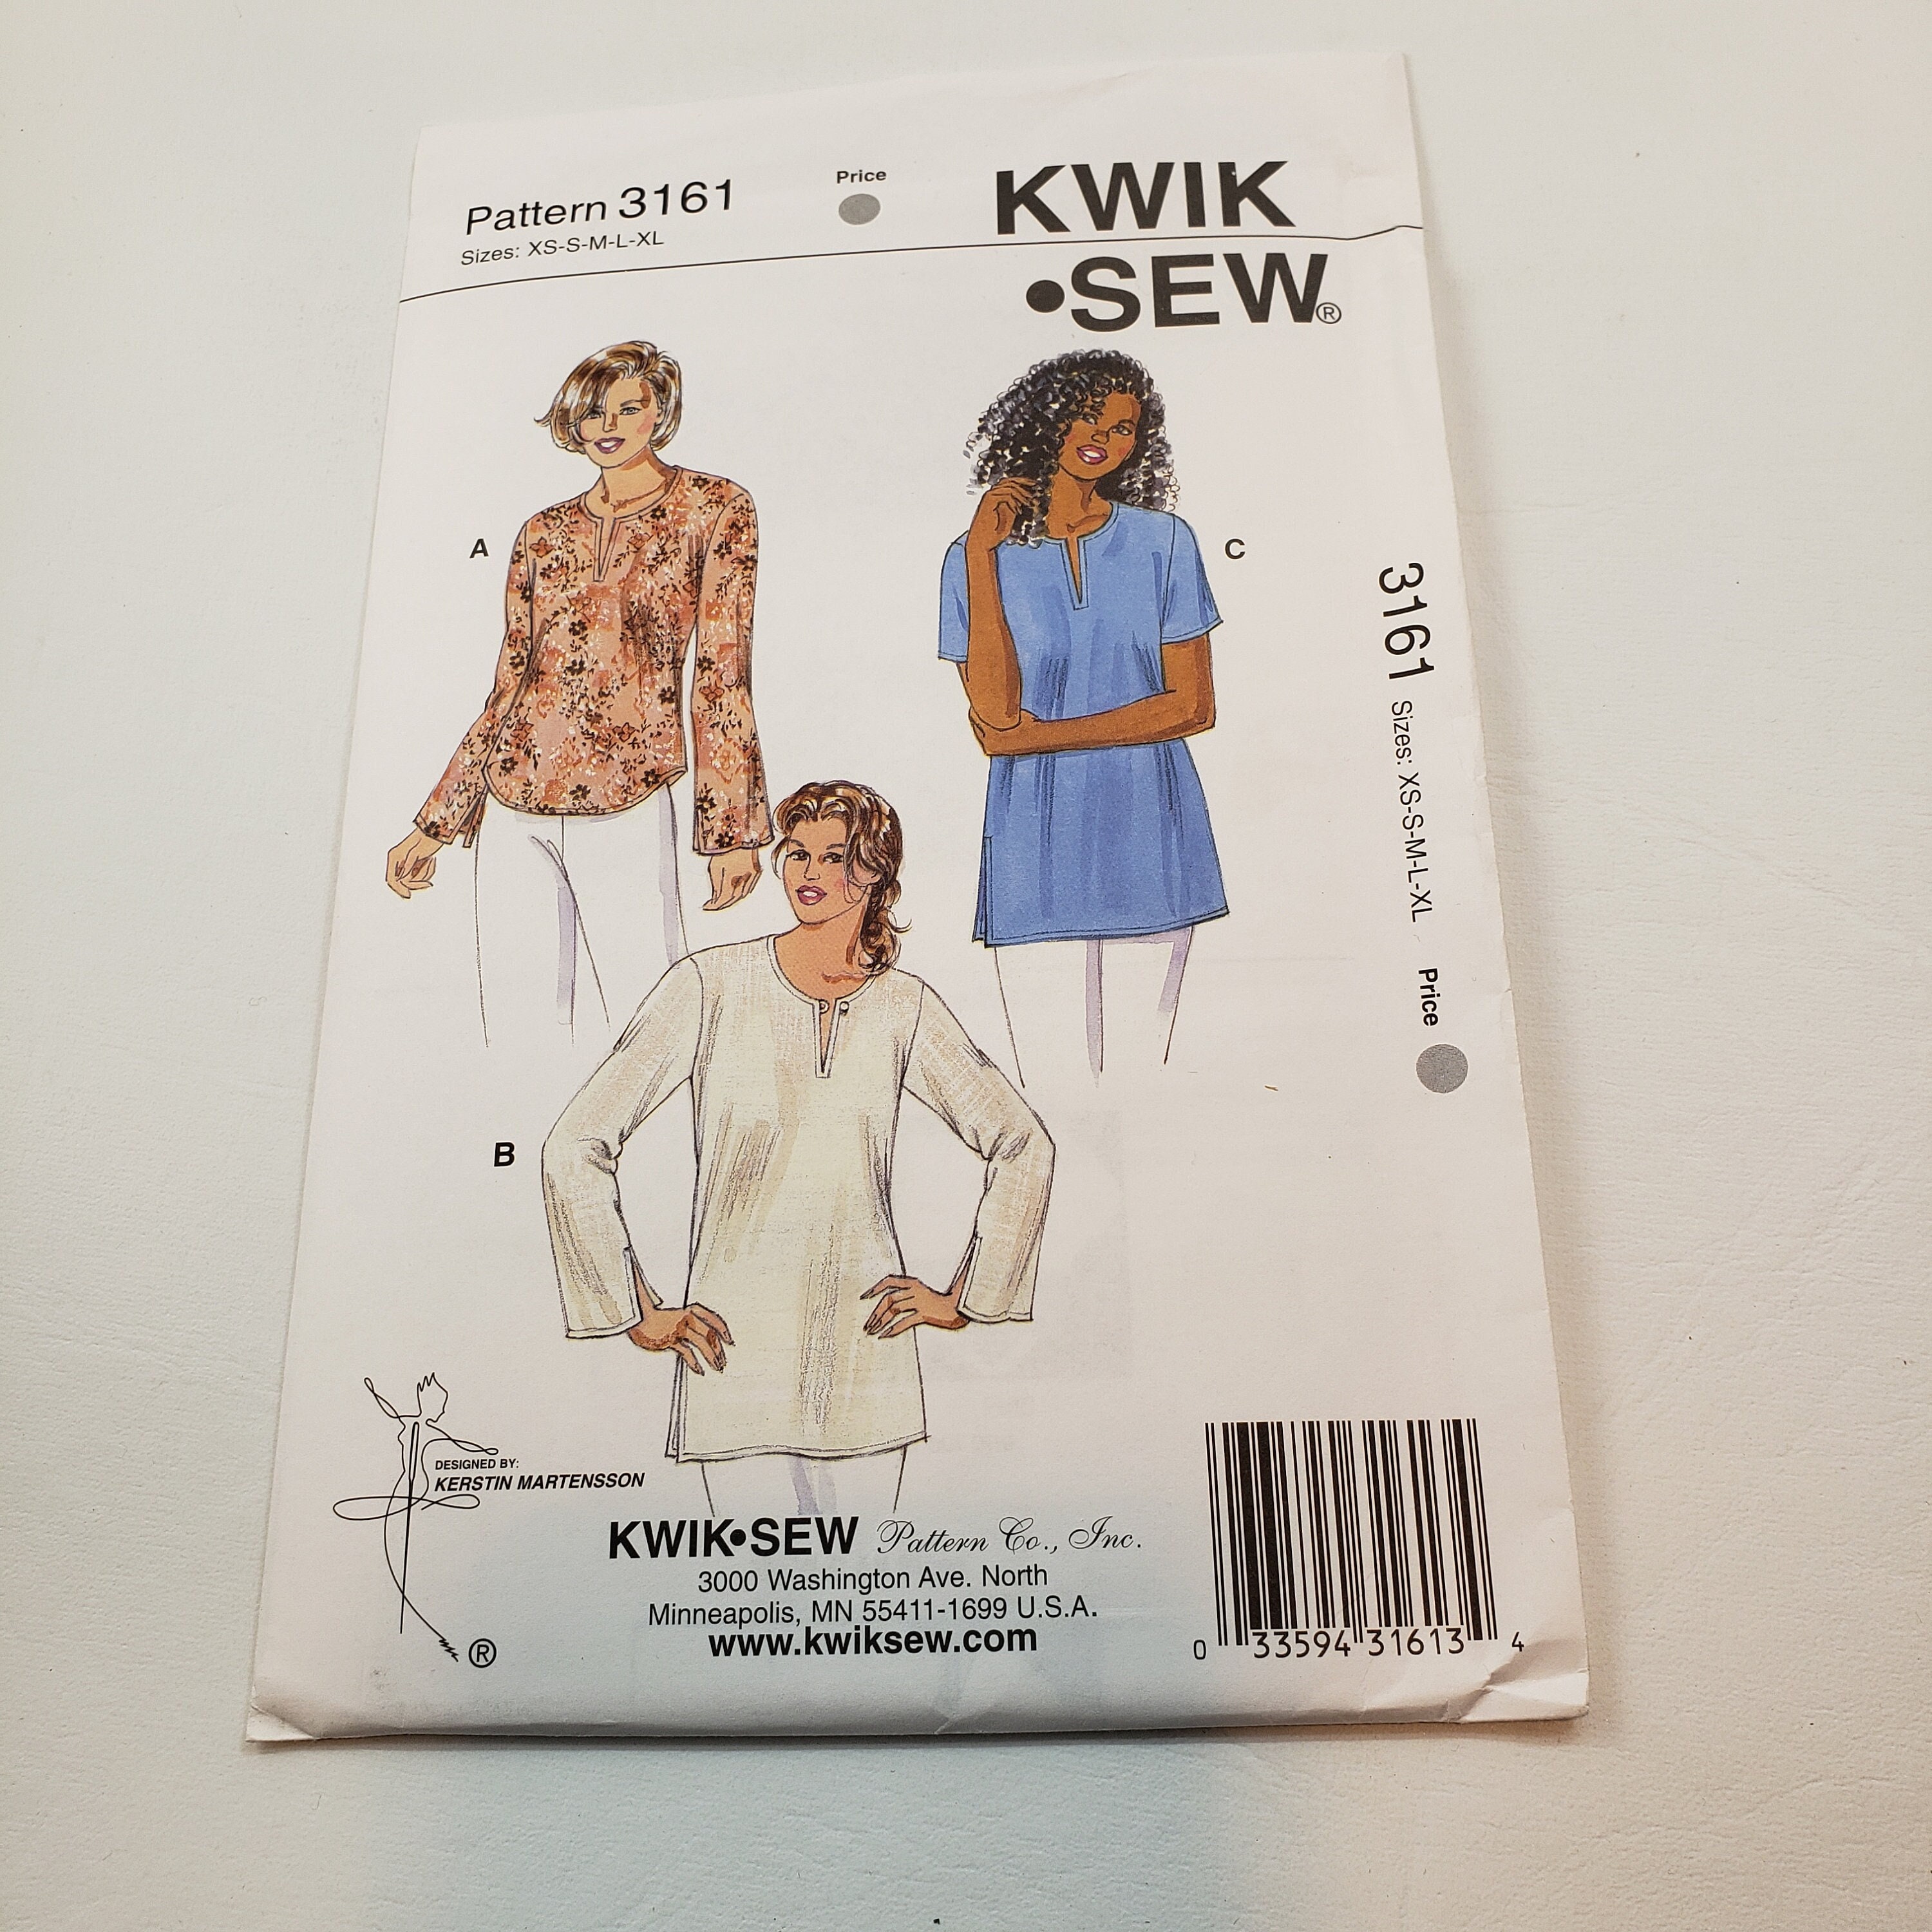 Pattern 3161
Sizes: XS-S-M-L-XL
Price
KWIK
•SEW®
A
C
B
3161 Sizes: XS-S-M-L-XL Price
DESIGNED BY:
KERSTIN MARTENSSON
®
KWIK•SEW Pattern Co., Inc.
3000 Washington Ave. North
Minneapolis, MN 55411-1699 U.S.A.
www.kwiksew.com
0 33594 31613 4